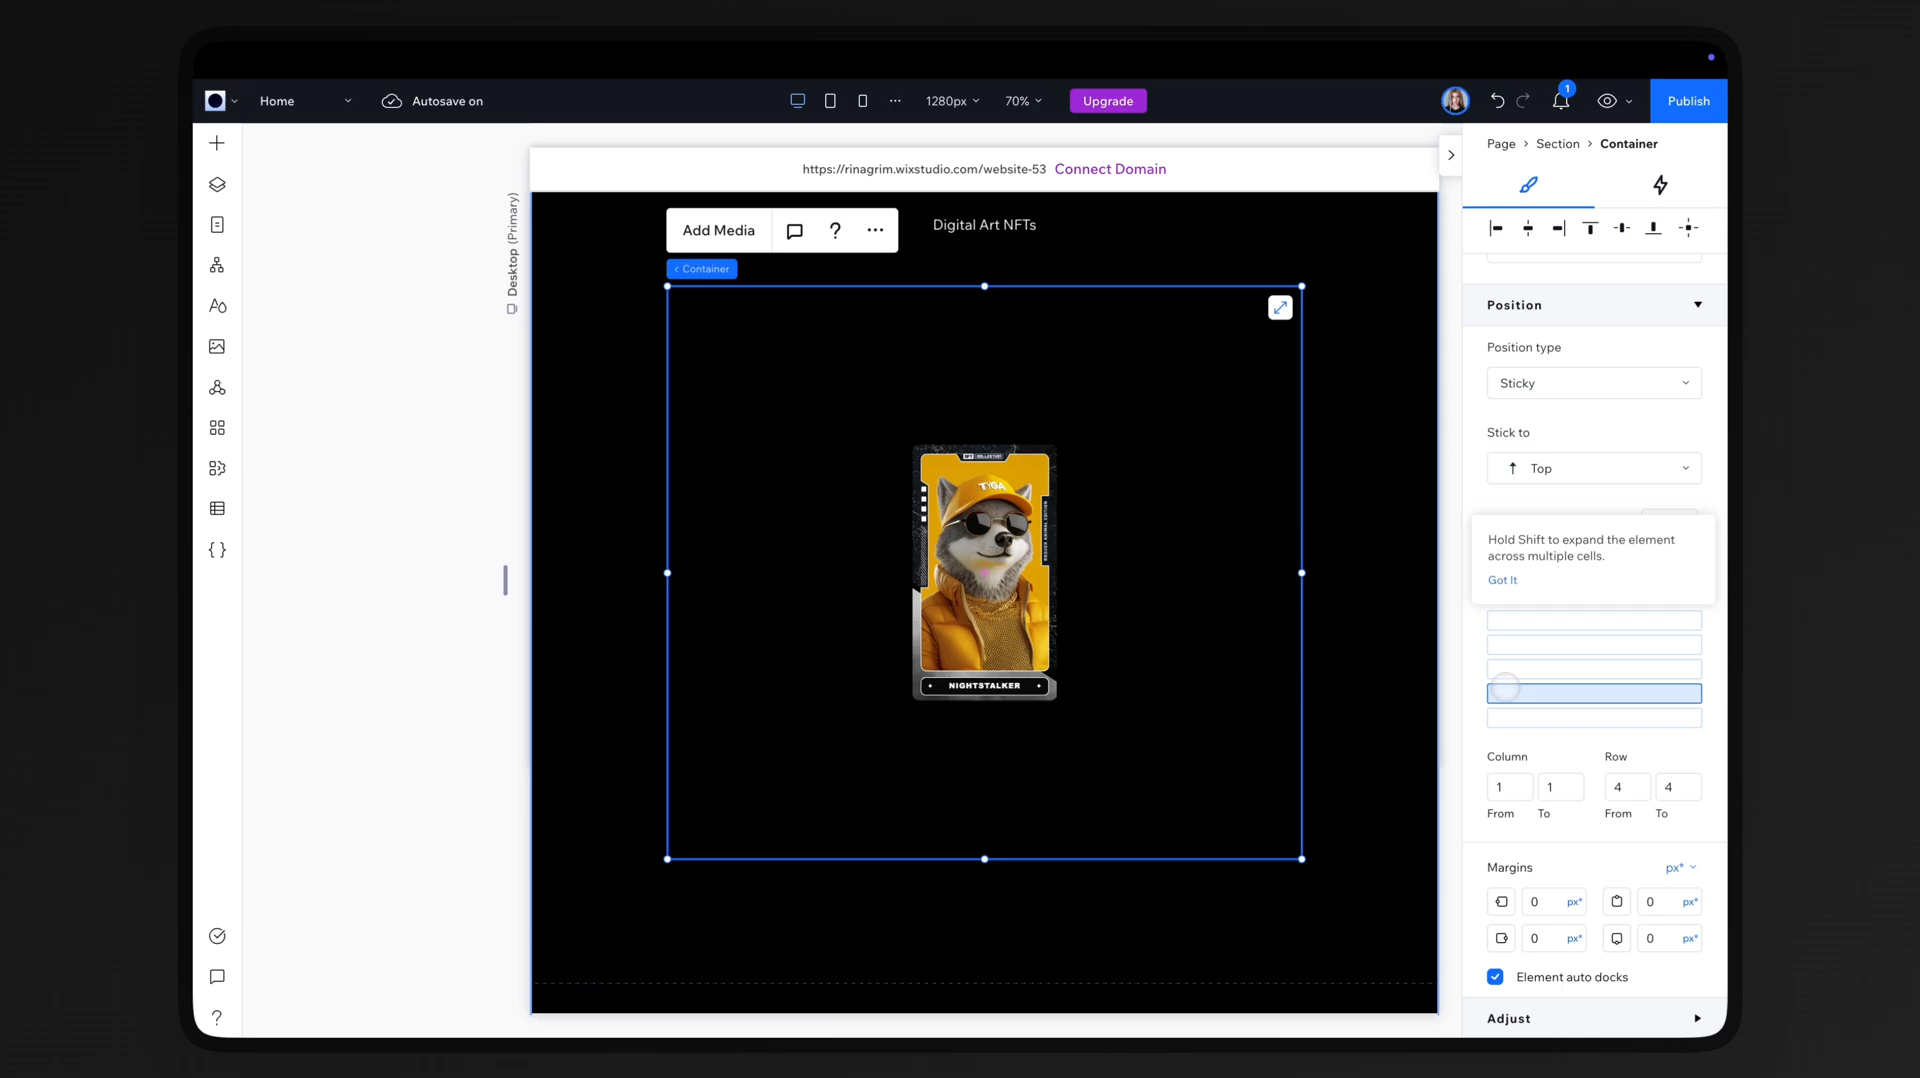 Home
Autosave on
1280px
70%
Upgrade
1
Publish
https://rinagrim.wixstudio.com/website-53 Connect Domain
Page > Section > Container
Desktop (Primary)
Add Media
?
Digital Art NFTs
< Container
Position
Position type
Sticky
Stick to
Top
Hold Shift to expand the element
across multiple cells.
Got It
TYGA
NIGHTSTALKER
Column
Row
1
1
4
4
From
To
From
To
Margins
px*
0 px*
0 px*
0 px*
0 px*
Element auto docks
Adjust
?